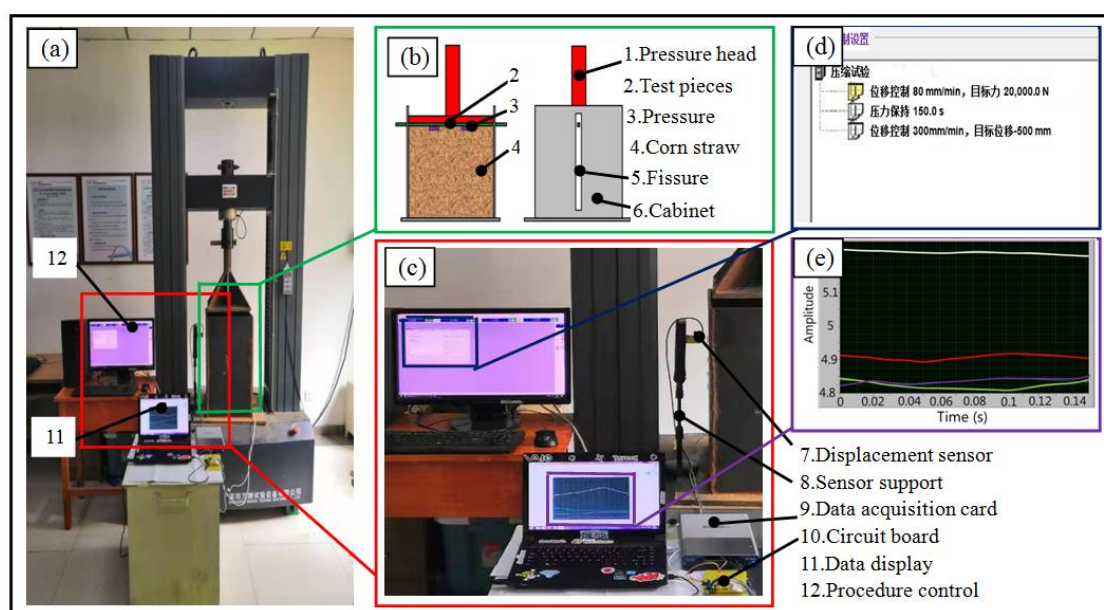 (a)
12
11
(b)
2
3
4
1.Pressure head
2.Test pieces
3.Pressure
4.Corn straw
5.Fissure
6.Cabinet
(c)
(d)
制设置
压缩试验
位移控制 80 mm/min，目标力 20,000.0 N
压力保持 150.0 s
位移控制 300mm/min，目标位移-500 mm
(e)
Amplitude
5.1
5
4.9
4.8
0 0.02 0.04 0.06 0.08 0.1 0.12 0.15
Time (s)
7.Displacement sensor
8.Sensor support
9.Data acquisition card
10.Circuit board
11.Data display
12.Procedure control